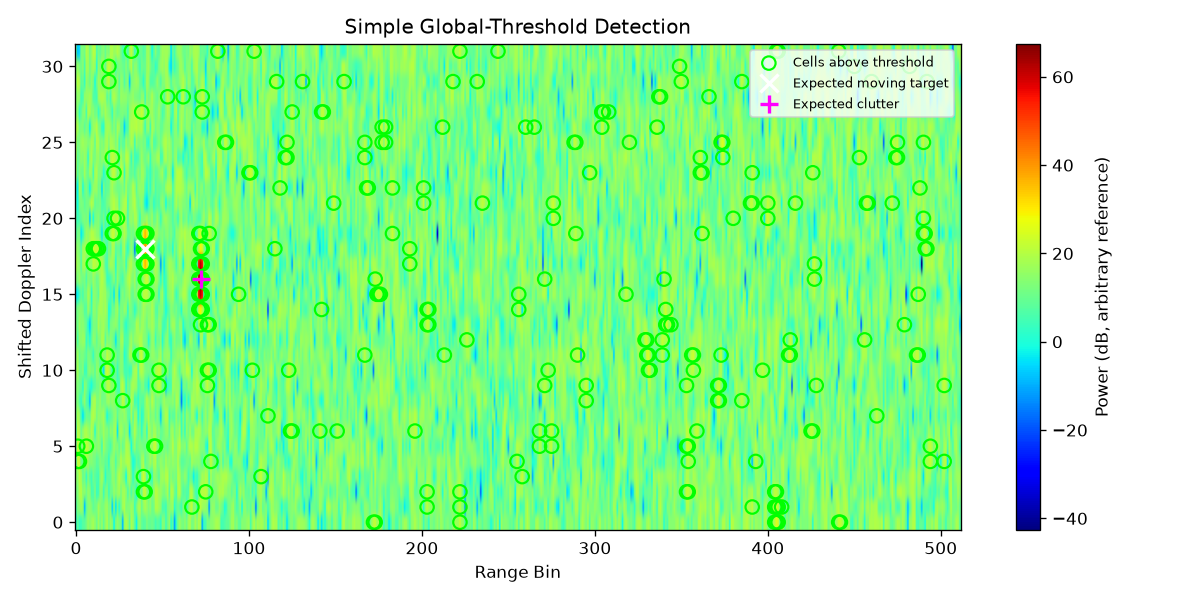 Simple Global-Threshold Detection
Cells above threshold
Expected moving target
Expected clutter
Shifted Doppler Index
30
25
20
15
10
5
0
0 100 200 300 400 500
Range Bin
60
40
20
0
−20
−40
Power (dB, arbitrary reference)